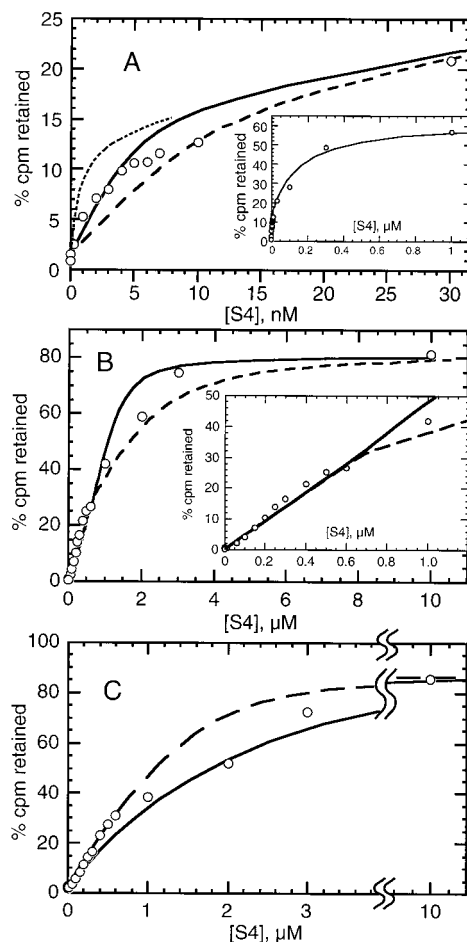 A
% cpm retained
25
20
15
10
5
0
0 5 10 15 20 25 30
[S4], nM
% cpm retained
60
50
40
30
20
10
0
0 0.2 0.4 0.6 0.8 1
[S4], µM
B
% cpm retained
80
60
40
20
0
0 2 4 6 8 10
[S4], µM
% cpm retained
50
40
30
20
10
0
0.0 0.2 0.4 0.6 0.8 1.0
[S4], µM
C
% cpm retained
100
80
60
40
20
0
0 1 2 3 10
[S4], µM